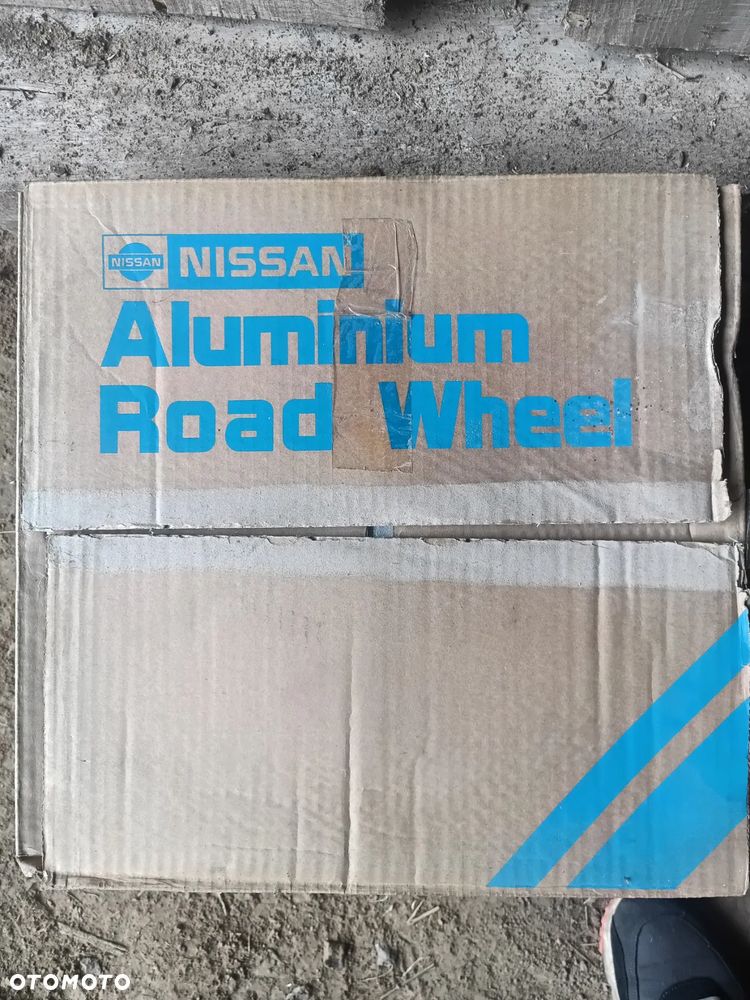 NISSAN NISSAN
Aluminium
Road Wheel
OTOMOTO